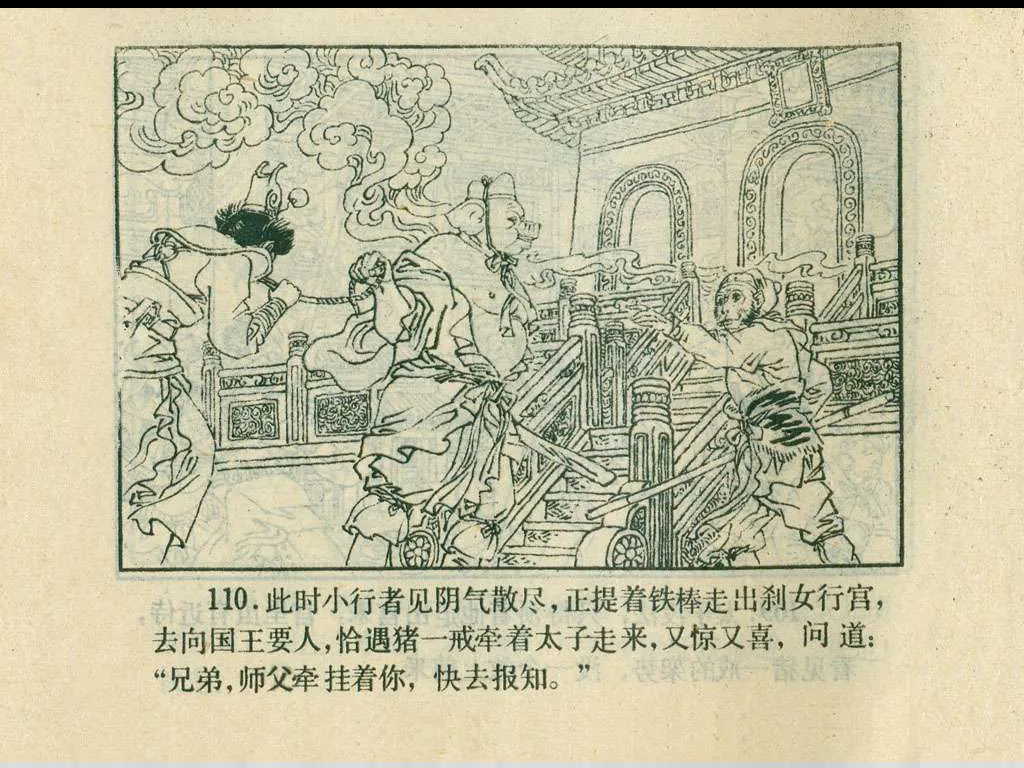 110.此时小行者见阴气散尽,正提着铁棒走出刹女行宫,
去向国王要人,恰遇猪一戒牵着太子走来,又惊又喜,问道:
“兄弟,师父牵挂着你,快去报知。”